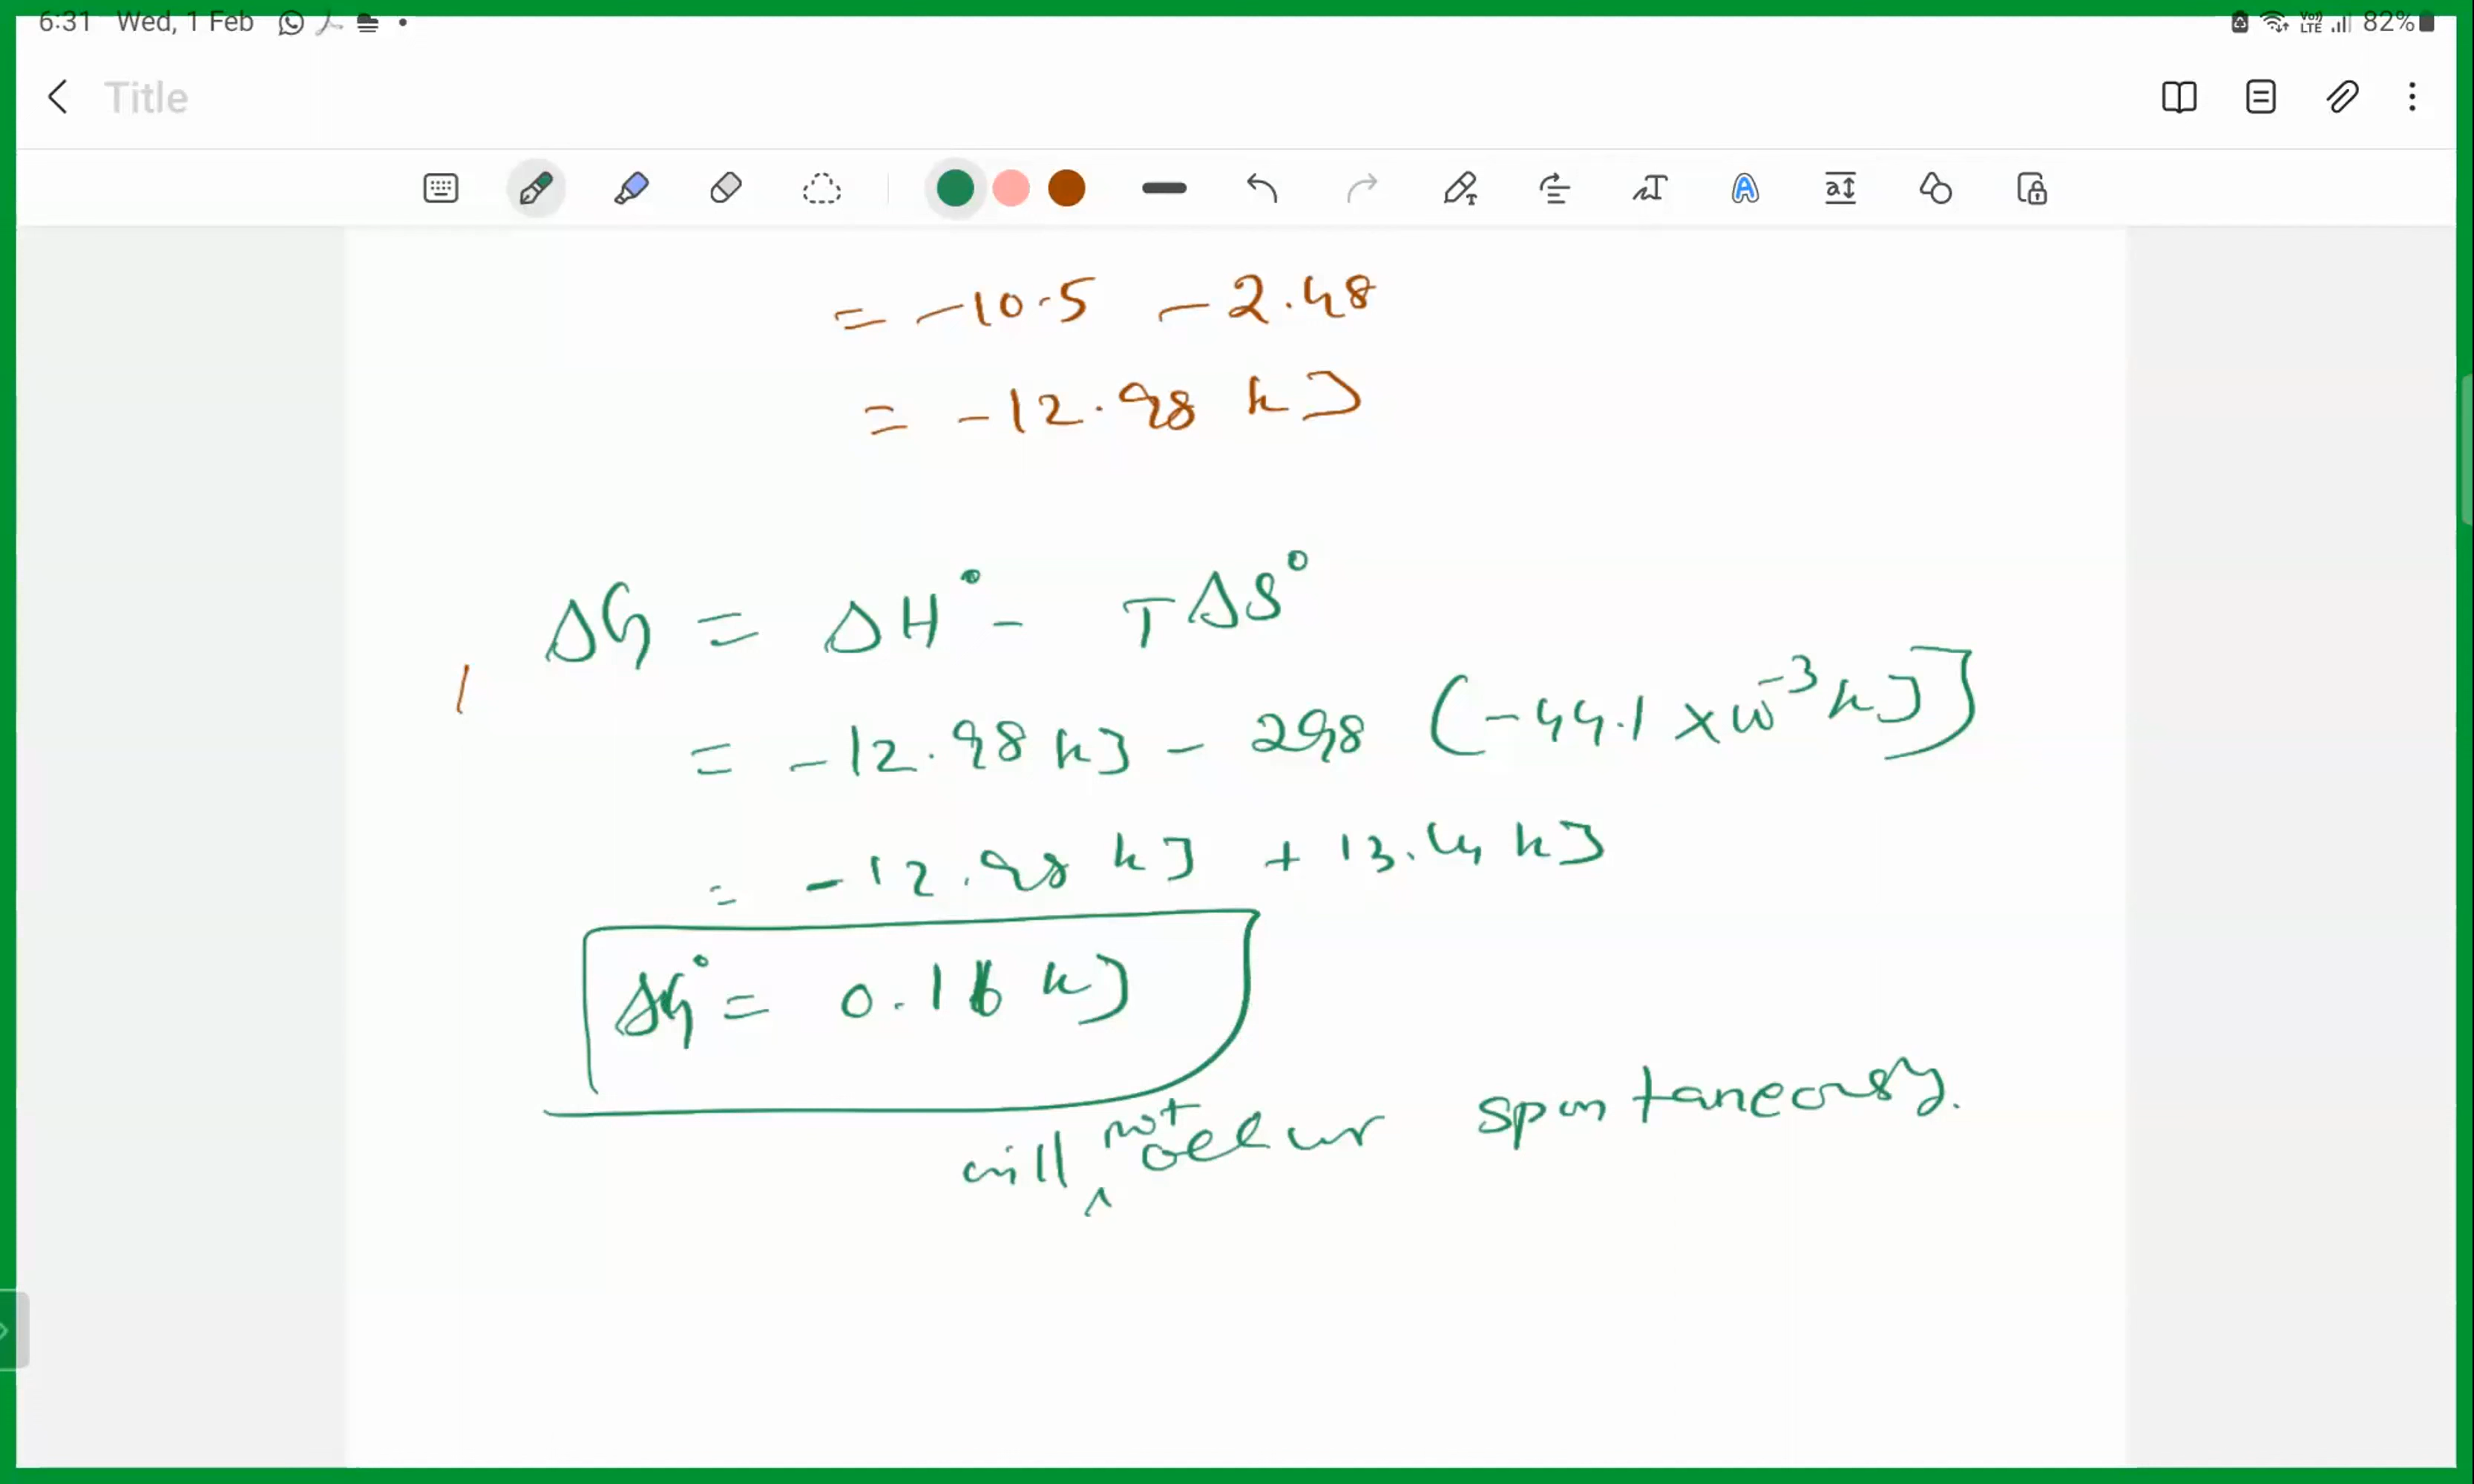 6:31 Wed, 1 Feb 82%
Title
= -10.5 - 2.48
= -12.98 kJ
ΔG = ΔH° - TΔS°
= -12.98 kJ - 298 (-44.1 × 10⁻³ kJ]
= -12.98 kJ + 13.14 kJ
ΔG° = 0.16 kJ
will not occur spontaneously.